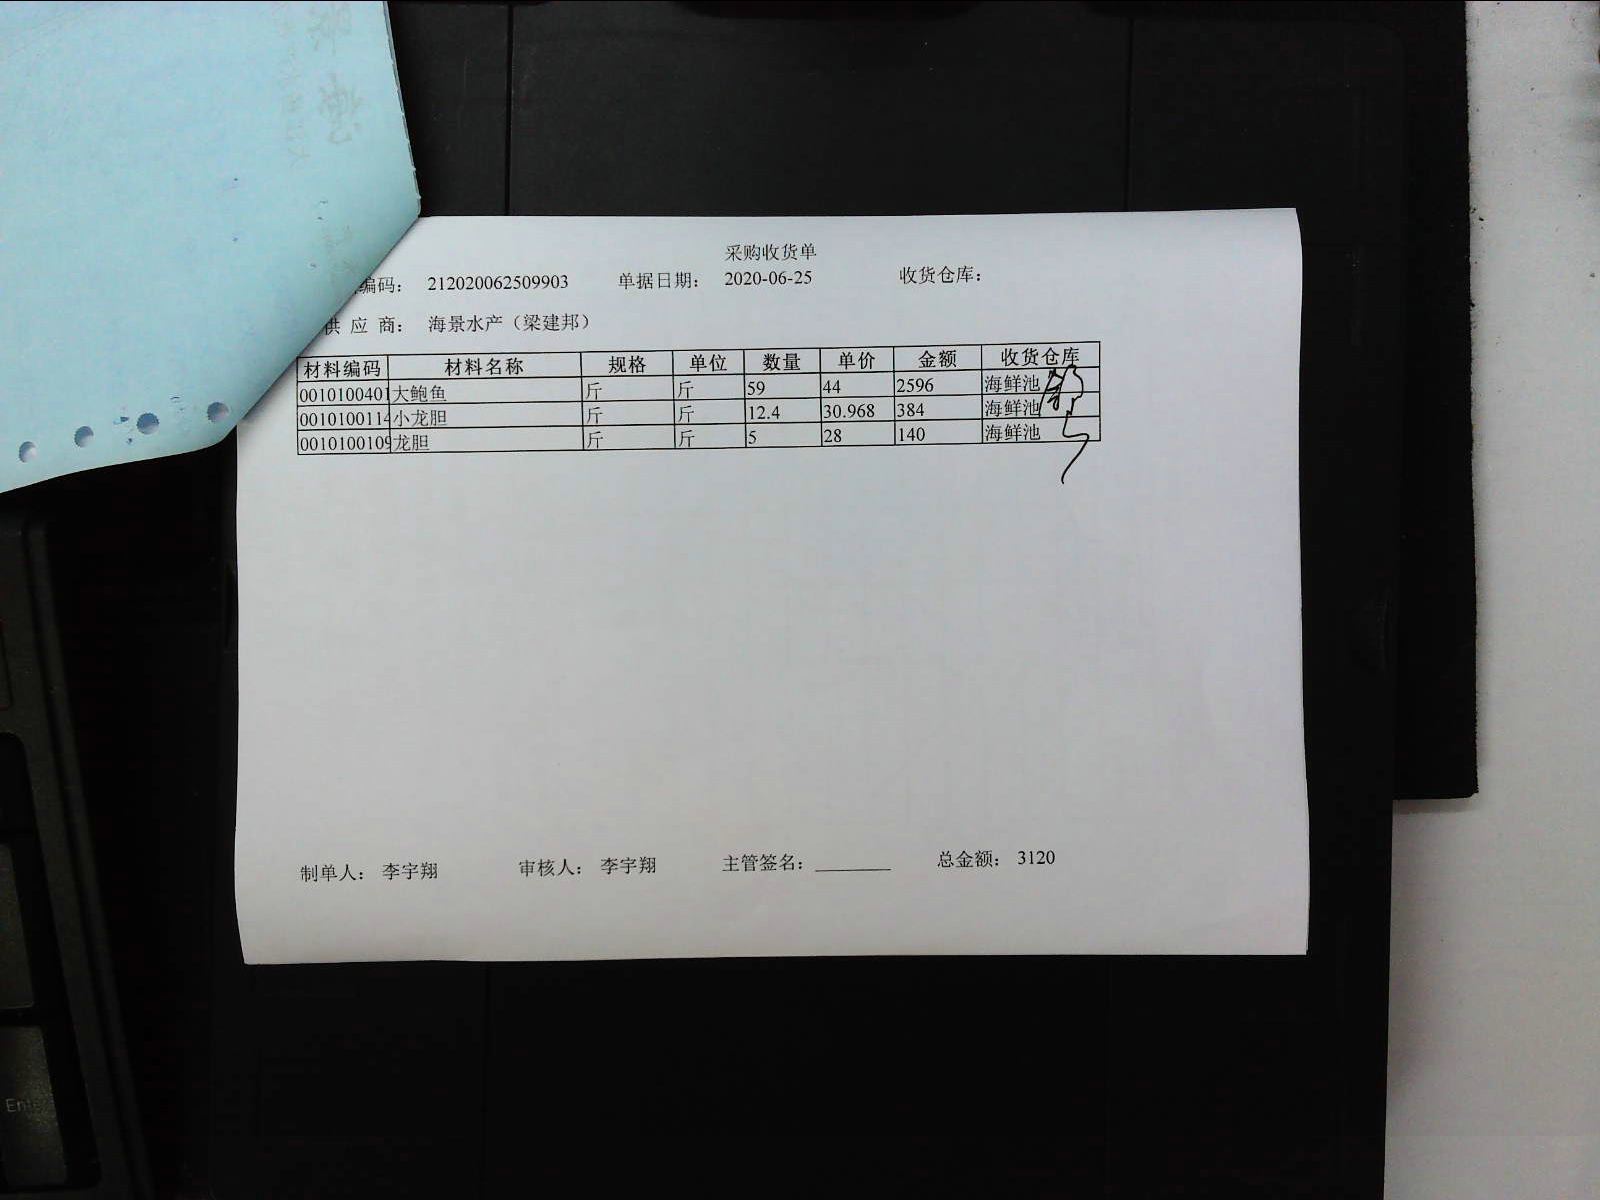 采购收货单
编码： 212020062509903 单据日期： 2020-06-25 收货仓库：
供 应 商： 海景水产（梁建邦）
材料编码 材料名称 规格 单位 数量 单价 金额 收货仓库
0010100401 大鲍鱼 斤 斤 59 44 2596 海鲜池
0010100114 小龙胆 斤 斤 12.4 30.968 384 海鲜池
0010100109 龙胆 斤 斤 5 28 140 海鲜池
制单人： 李宇翔 审核人： 李宇翔 主管签名：________ 总金额： 3120